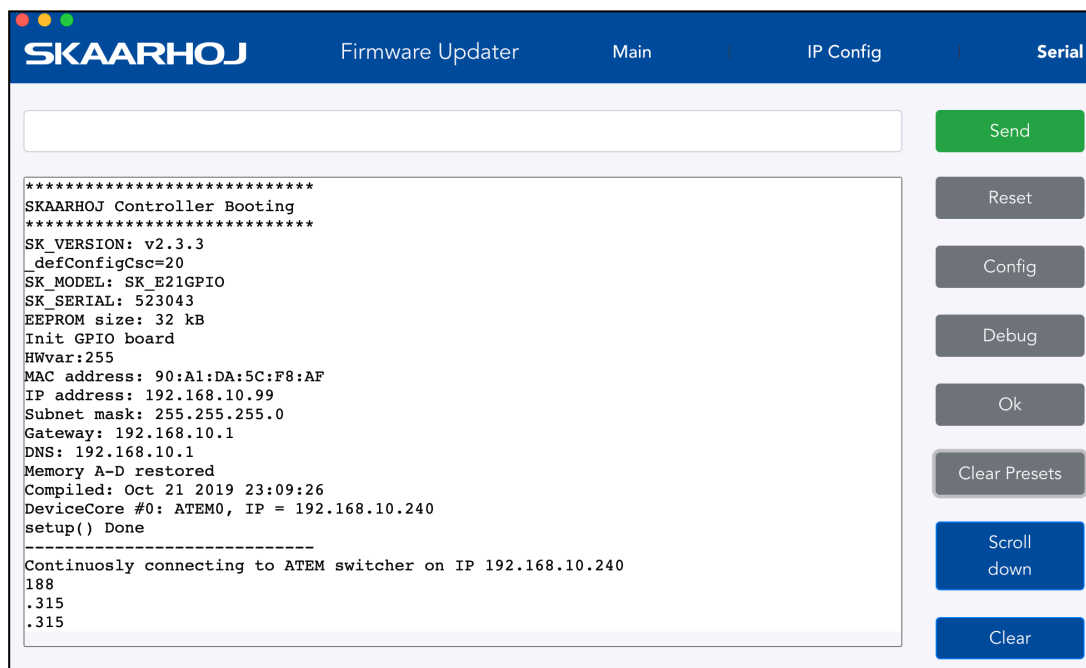 SKAARHOJ Firmware Updater Main IP Config Serial
Send
Reset
Config
Debug
Ok
Clear Presets
Scroll
down
Clear
*****************************
SKAARHOJ Controller Booting
*****************************
SK_VERSION: v2.3.3
_defConfigCsc=20
SK_MODEL: SK_E21GPIO
SK_SERIAL: 523043
EEPROM size: 32 kB
Init GPIO board
HWvar:255
MAC address: 90:A1:DA:5C:F8:AF
IP address: 192.168.10.99
Subnet mask: 255.255.255.0
Gateway: 192.168.10.1
DNS: 192.168.10.1
Memory A-D restored
Compiled: Oct 21 2019 23:09:26
DeviceCore #0: ATEM0, IP = 192.168.10.240
setup() Done
-----------------------------
Continuosly connecting to ATEM switcher on IP 192.168.10.240
188
.315
.315